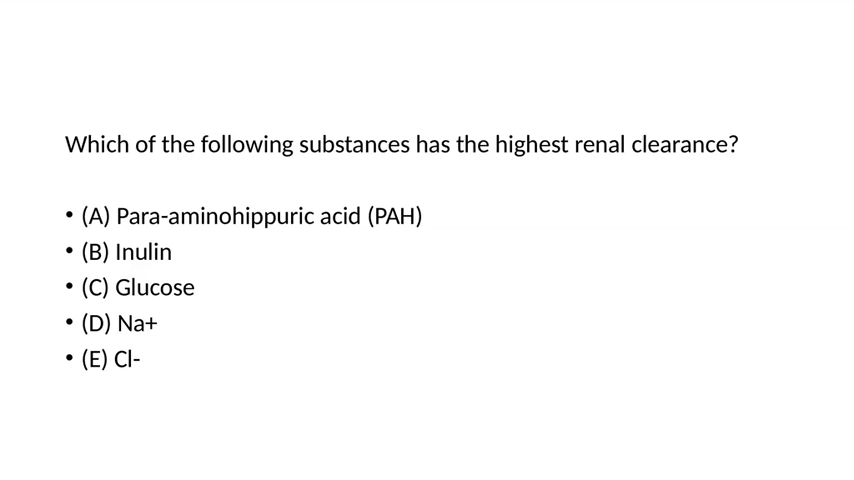 Which of the following substances has the highest renal clearance?
• (A) Para-aminohippuric acid (PAH)
• (B) Inulin
• (C) Glucose
• (D) Na+
• (E) Cl-